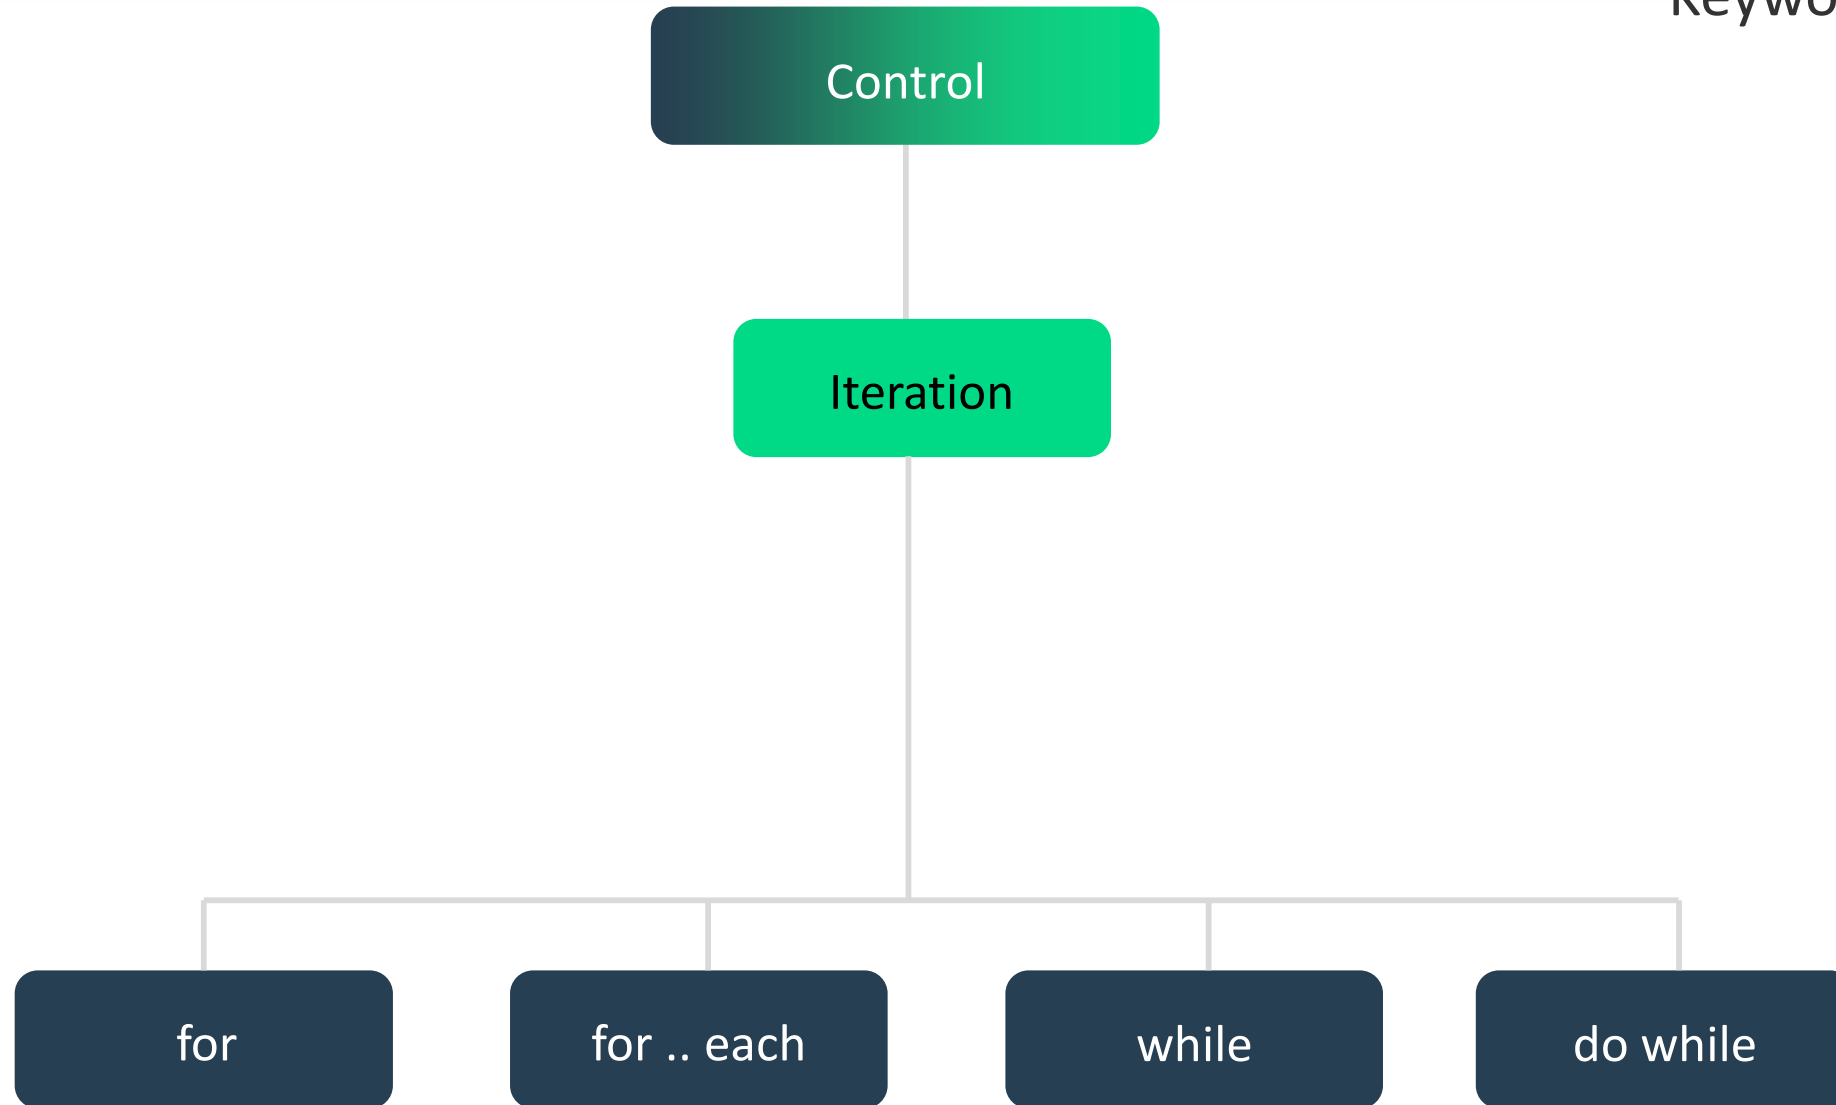 Control
Iteration
for
for .. each
while
do while